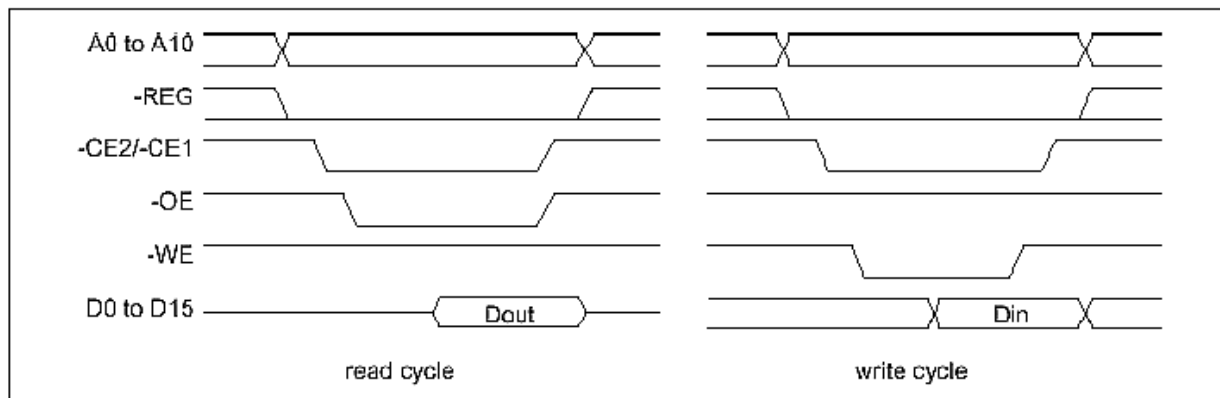 A0 to A10
-REG
-CE2/-CE1
-OE
-WE
D0 to D15
Dout
Din
read cycle
write cycle